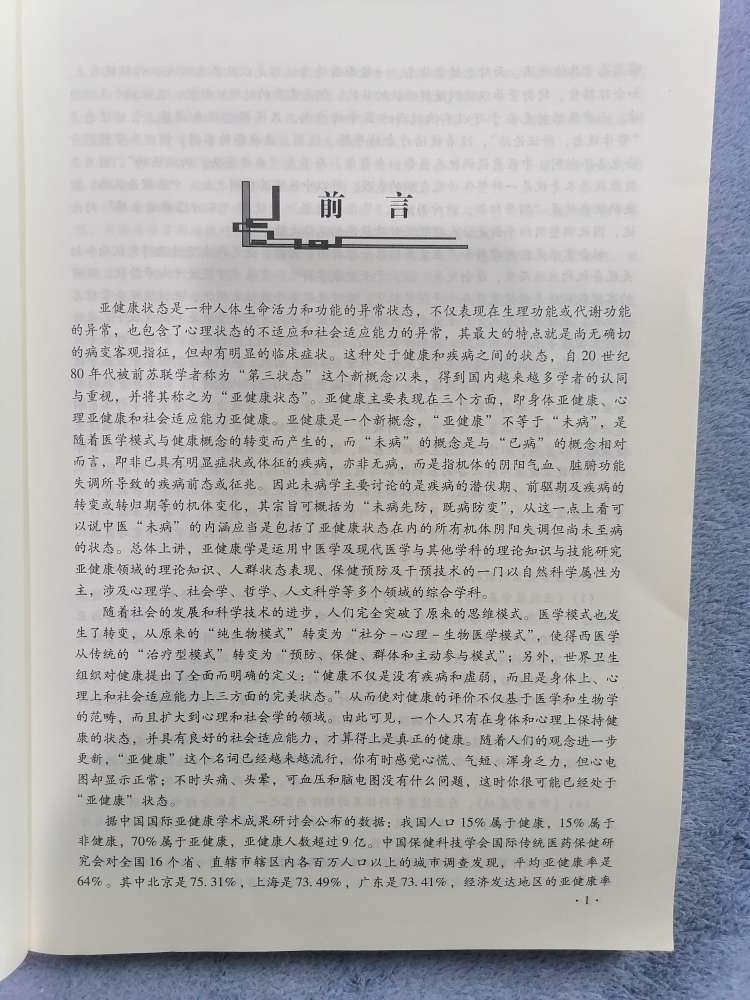 前言
亚健康状态是一种人体生命活力和功能的异常状态，不仅表现在生理功能或代谢功能
的异常，也包含了心理状态的不适应和社会适应能力的异常，其最大的特点就是尚无确切
的病变客观指征，但却有明显的临床症状。这种处于健康和疾病之间的状态，自20世纪
80年代被前苏联学者称为“第三状态”这个新概念以来，得到国内越来越多学者的认同
与重视，并将其称之为“亚健康状态”。亚健康主要表现在三个方面，即身体亚健康、心
理亚健康和社会适应能力亚健康。亚健康是一个新概念，“亚健康”不等于“未病”，是
随着医学模式与健康概念的转变而产生的，而“未病”的概念是与“已病”的概念相对
而言，即非已具有明显症状或体征的疾病，亦非无病，而是指机体的阴阳气血、脏腑功能
失调所导致的疾病前态或征兆。因此未病学主要讨论的是疾病的潜伏期、前驱期及疾病的
转变或转归期等的机体变化，其宗旨可概括为“未病先防，既病防变”，从这一点上看可
以说中医“未病”的内涵应当是包括了亚健康状态在内的所有机体阴阳失调但尚未至病
的状态。总体上讲，亚健康学是运用中医学及现代医学与其他学科的理论知识与技能研究
亚健康领域的理论知识、人群状态表现、保健预防及干预技术的一门以自然科学属性为
主，涉及心理学、社会学、哲学、人文科学等多个领域的综合学科。
随着社会的发展和科学技术的进步，人们完全突破了原来的思维模式。医学模式也发
生了转变，从原来的“纯生物模式”转变为“社分－心理－生物医学模式”，使得西医学
从传统的“治疗型模式”转变为“预防、保健、群体和主动参与模式”；另外，世界卫生
组织对健康提出了全面而明确的定义：“健康不仅是没有疾病和虚弱，而且是身体上、心
理上和社会适应能力上三方面的完美状态。”从而使对健康的评价不仅基于医学和生物学
的范畴，而且扩大到心理和社会学的领域。由此可见，一个人只有在身体和心理上保持健
康的状态，并具有良好的社会适应能力，才算得上是真正的健康。随着人们的观念进一步
更新，“亚健康”这个名词已经越来越流行，你有时感觉心慌、气短、浑身乏力，但心电
图却显示正常；不时头痛、头晕，可血压和脑电图没有什么问题，这时你很可能已经处于
“亚健康”状态。
据中国国际亚健康学术成果研讨会公布的数据：我国人口15%属于健康，15%属于
非健康，70%属于亚健康，亚健康人数超过9亿。中国保健科技学会国际传统医药保健研
究会对全国16个省、直辖市辖区内各百万人口以上的城市调查发现，平均亚健康率是
64%。其中北京是75.31%，上海是73.49%，广东是73.41%，经济发达地区的亚健康率
·1·